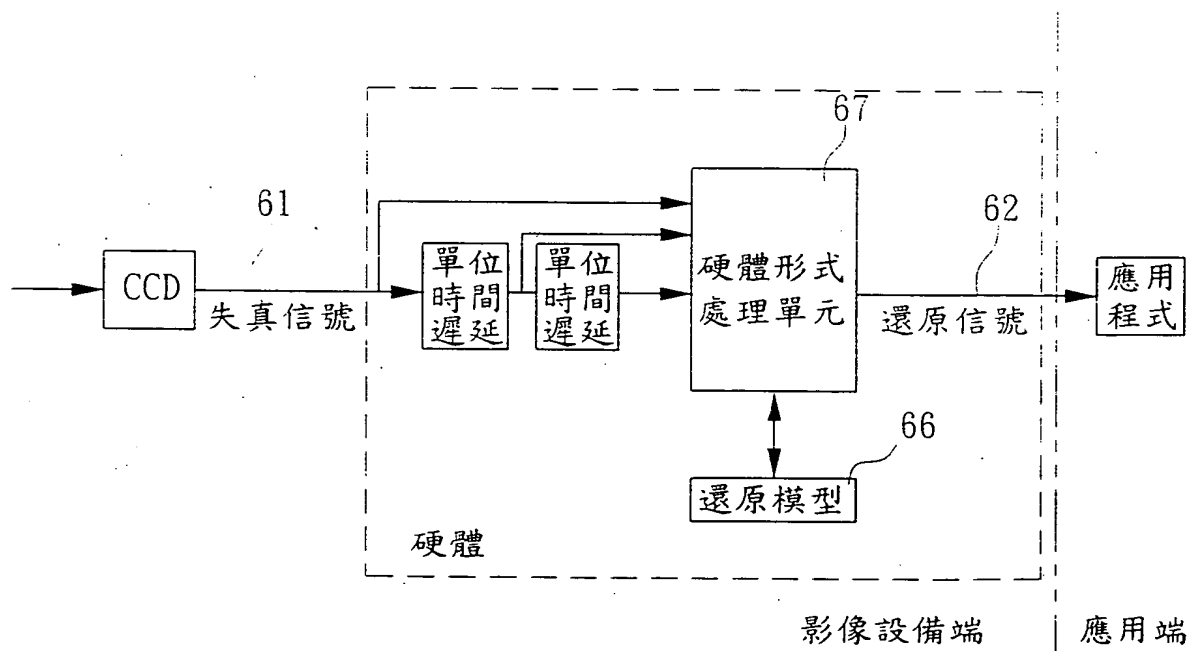 67
61
62
CCD
失真信號
單位
時間
遲延
單位
時間
遲延
硬體形式
處理單元
還原信號
應用
程式
66
還原模型
硬體
影像設備端
應用端